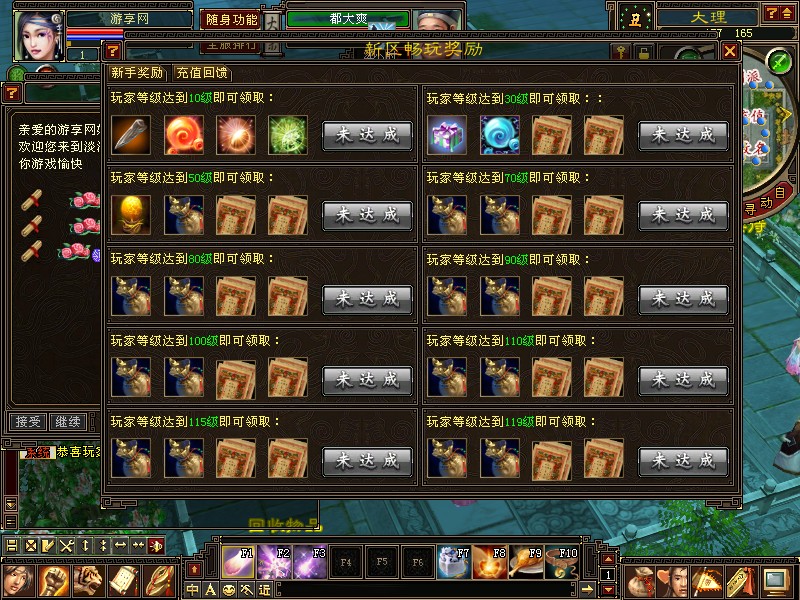 游享网
随身功能
都大爽
丑
大理
165
1
新区畅玩奖励
新手奖励 充值回馈
亲爱的游享网
欢迎您来到淡
你游戏愉快
玩家等级达到10级即可领取：
未达成
玩家等级达到30级即可领取：：
未达成
玩家等级达到50级即可领取：
未达成
玩家等级达到70级即可领取：
未达成
玩家等级达到80级即可领取：
未达成
玩家等级达到90级即可领取：
未达成
玩家等级达到100级即可领取：
未达成
玩家等级达到110级即可领取：
未达成
玩家等级达到115级即可领取：
未达成
玩家等级达到119级即可领取：
未达成
自动寻
接受 继续
系统 恭喜玩
回收物品
F1 F2 F3 F4 F5 F6 F7 F8 F9 F10
中 A 近
1